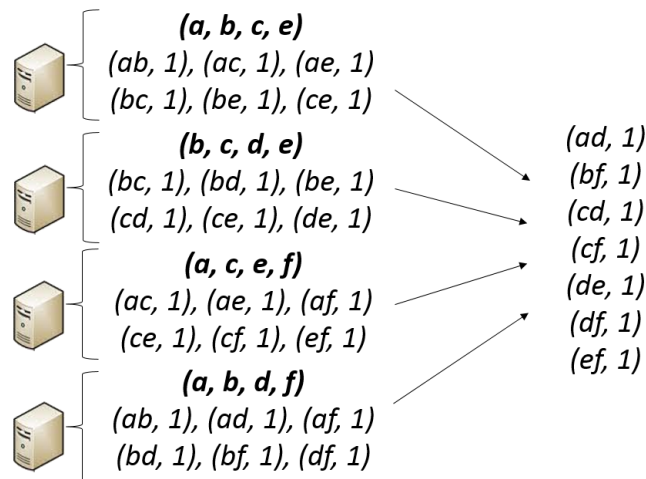 (a, b, c, e)
(ab, 1), (ac, 1), (ae, 1)
(bc, 1), (be, 1), (ce, 1)
(b, c, d, e)
(bc, 1), (bd, 1), (be, 1)
(cd, 1), (ce, 1), (de, 1)
(a, c, e, f)
(ac, 1), (ae, 1), (af, 1)
(ce, 1), (cf, 1), (ef, 1)
(a, b, d, f)
(ab, 1), (ad, 1), (af, 1)
(bd, 1), (bf, 1), (df, 1)
(ad, 1)
(bf, 1)
(cd, 1)
(cf, 1)
(de, 1)
(df, 1)
(ef, 1)